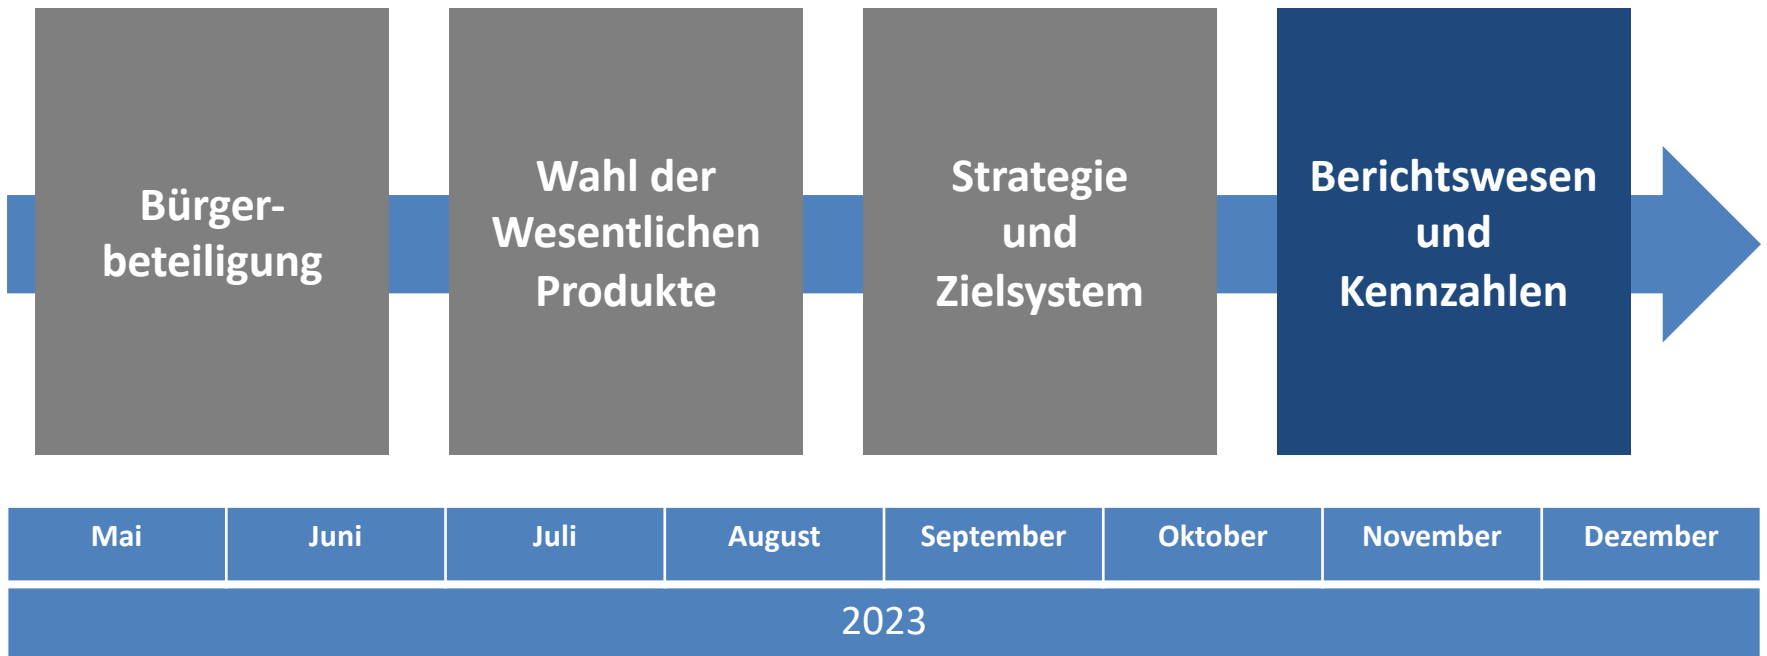 Bürger-
beteiligung
Wahl der
Wesentlichen
Produkte
Strategie
und
Zielsystem
Berichtswesen
und
Kennzahlen
Mai
Juni
Juli
August
September
Oktober
November
Dezember
2023